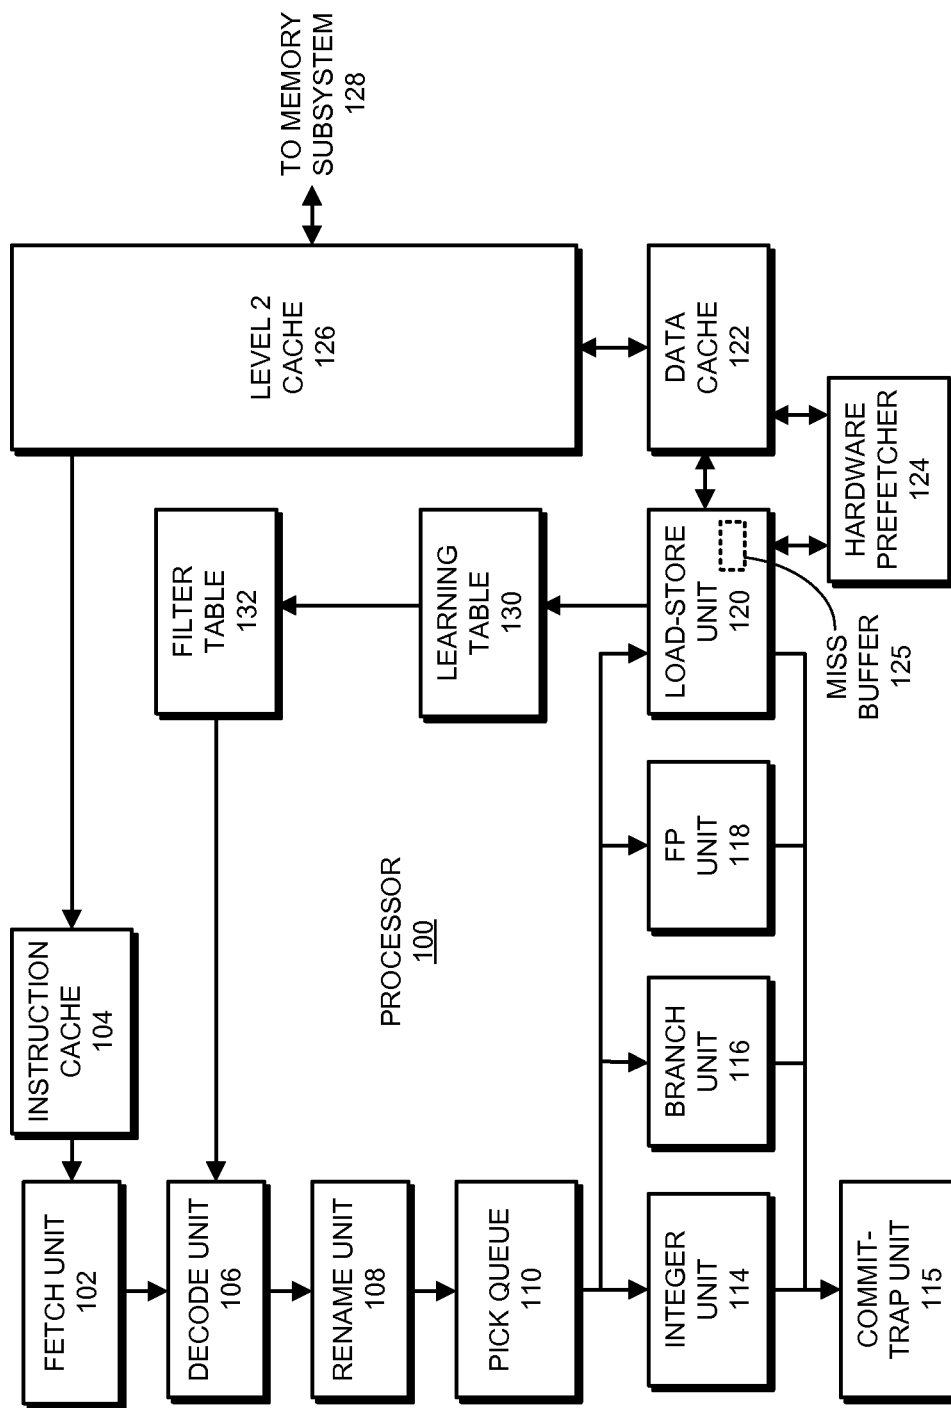 FETCH UNIT
102
INSTRUCTION
CACHE
104
LEVEL 2
CACHE
126
TO MEMORY
SUBSYSTEM
128
DECODE UNIT
106
FILTER
TABLE
132
RENAME UNIT
108
PROCESSOR
100
LEARNING
TABLE
130
PICK QUEUE
110
INTEGER
UNIT
114
BRANCH
UNIT
116
FP
UNIT
118
LOAD-STORE
UNIT
120
DATA
CACHE
122
COMMIT-
TRAP UNIT
115
MISS
BUFFER
125
HARDWARE
PREFETCHER
124